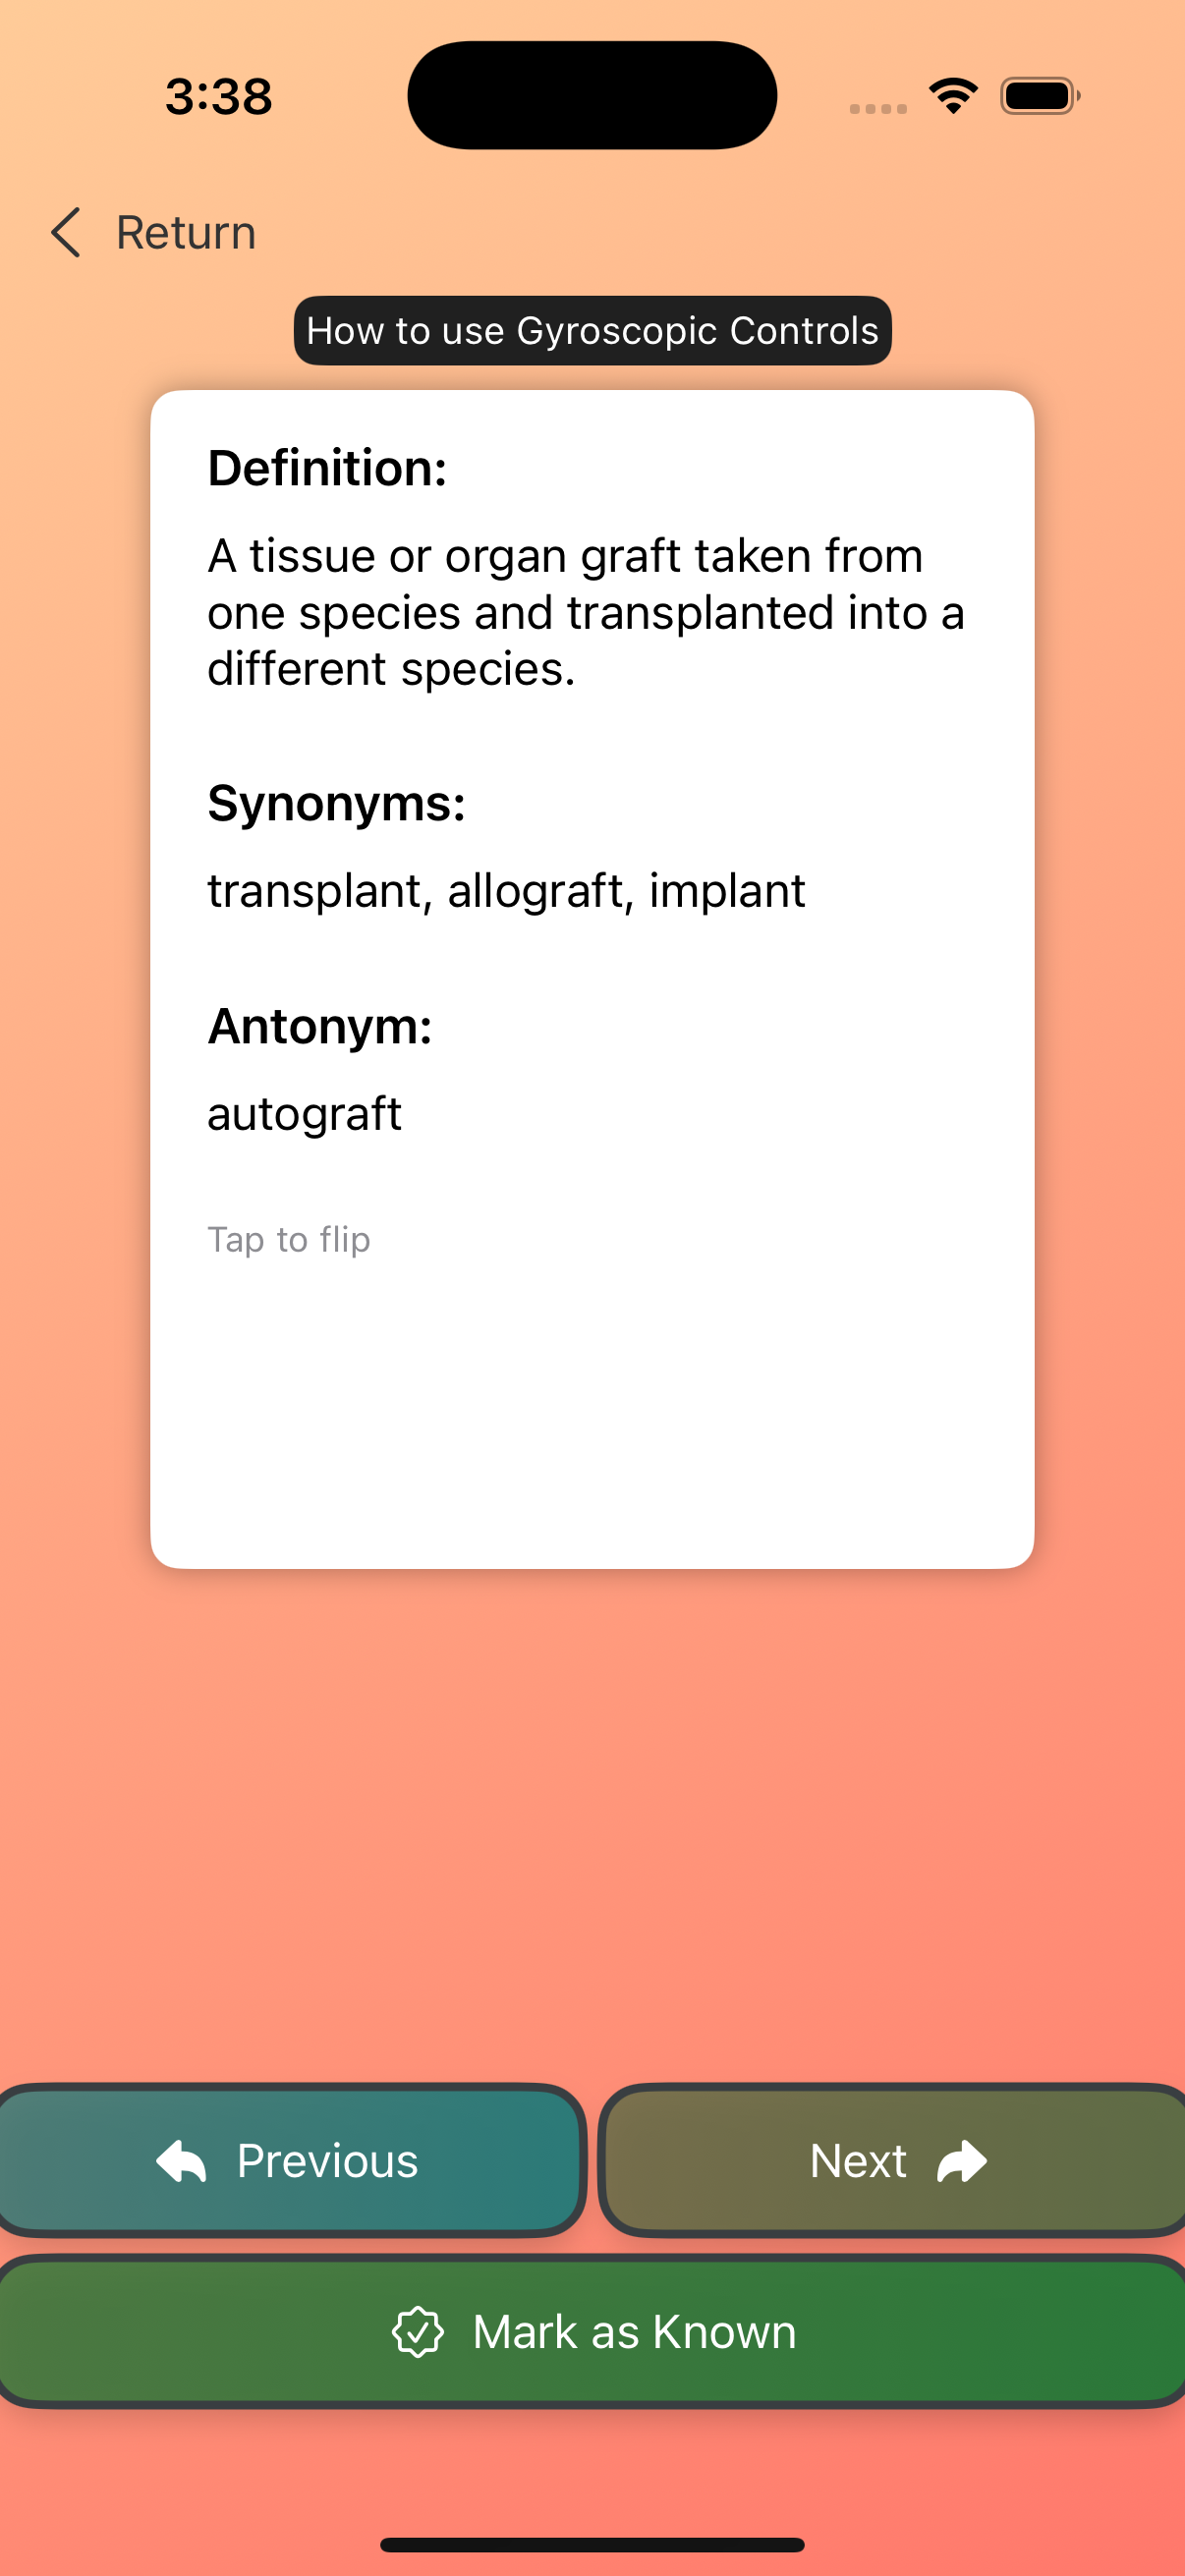 3:38
Return
How to use Gyroscopic Controls
Definition:
A tissue or organ graft taken from
one species and transplanted into a
different species.
Synonyms:
transplant, allograft, implant
Antonym:
autograft
Tap to flip
Previous
Next
Mark as Known